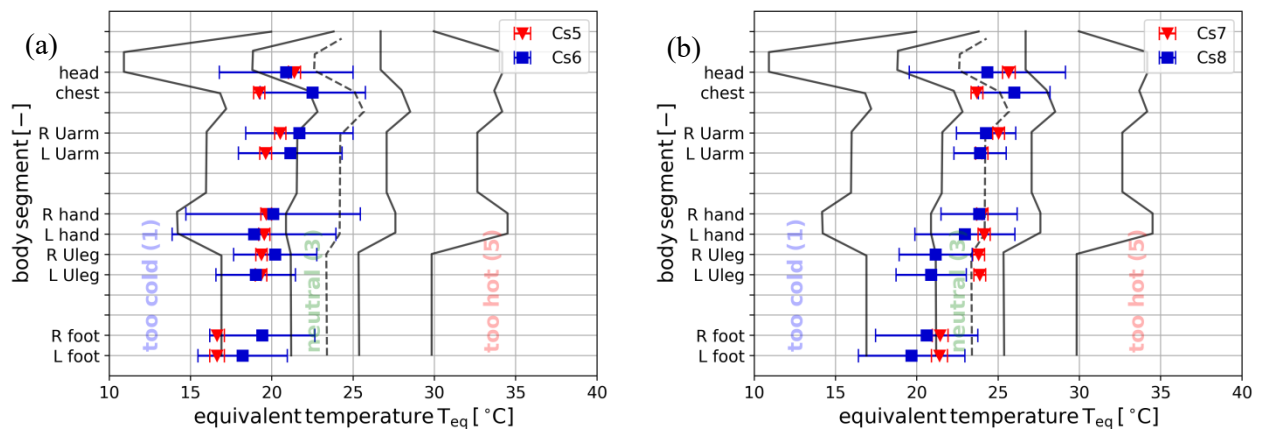 (a)
Cs5
Cs6
head
chest
R Uarm
L Uarm
R hand
L hand
R Uleg
L Uleg
R foot
L foot
body segment [−]
too cold (1)
neutral (3)
too hot (5)
10 15 20 25 30 35 40
equivalent temperature Teq [ °C]
(b)
Cs7
Cs8
head
chest
R Uarm
L Uarm
R hand
L hand
R Uleg
L Uleg
R foot
L foot
body segment [−]
too cold (1)
neutral (3)
too hot (5)
10 15 20 25 30 35 40
equivalent temperature Teq [ °C]